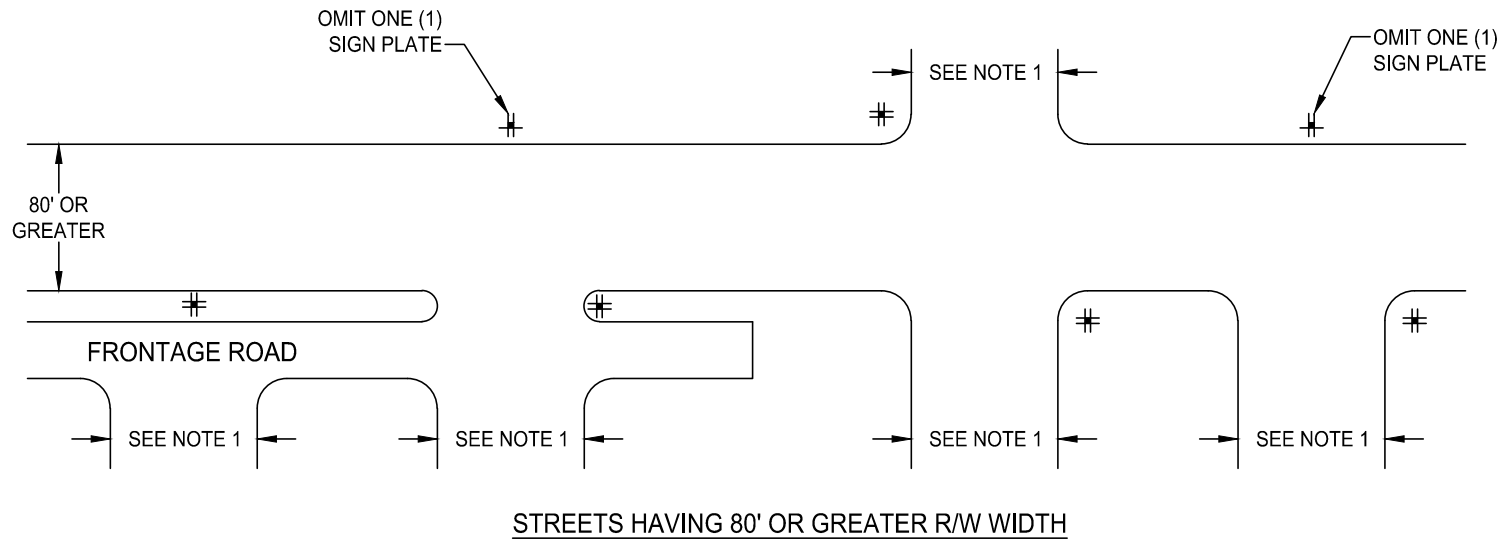 OMIT ONE (1)
SIGN PLATE
OMIT ONE (1)
SIGN PLATE
SEE NOTE 1
80' OR
GREATER
FRONTAGE ROAD
SEE NOTE 1
SEE NOTE 1
SEE NOTE 1
SEE NOTE 1
STREETS HAVING 80' OR GREATER R/W WIDTH